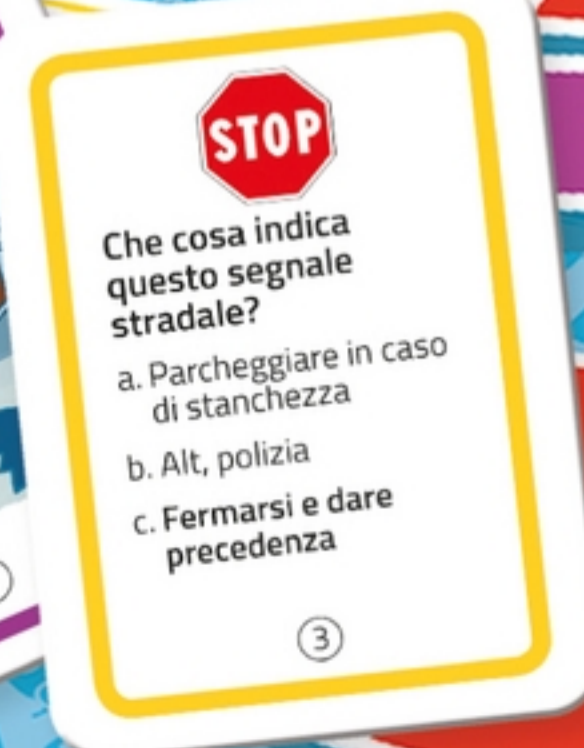 STOP
Che cosa indica
questo segnale
stradale?
a. Parcheggiare in caso
di stanchezza
b. Alt, polizia
c. Fermarsi e dare
precedenza
3